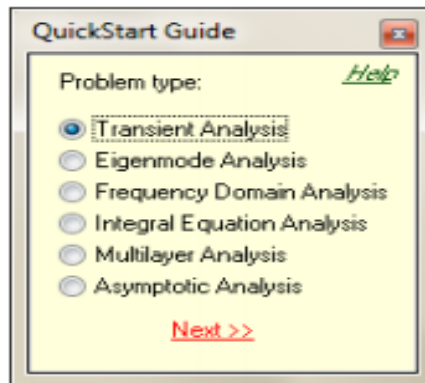 QuickStart Guide
Help
Problem type:
Transient Analysis
Eigenmode Analysis
Frequency Domain Analysis
Integral Equation Analysis
Multilayer Analysis
Asymptotic Analysis
Next >>